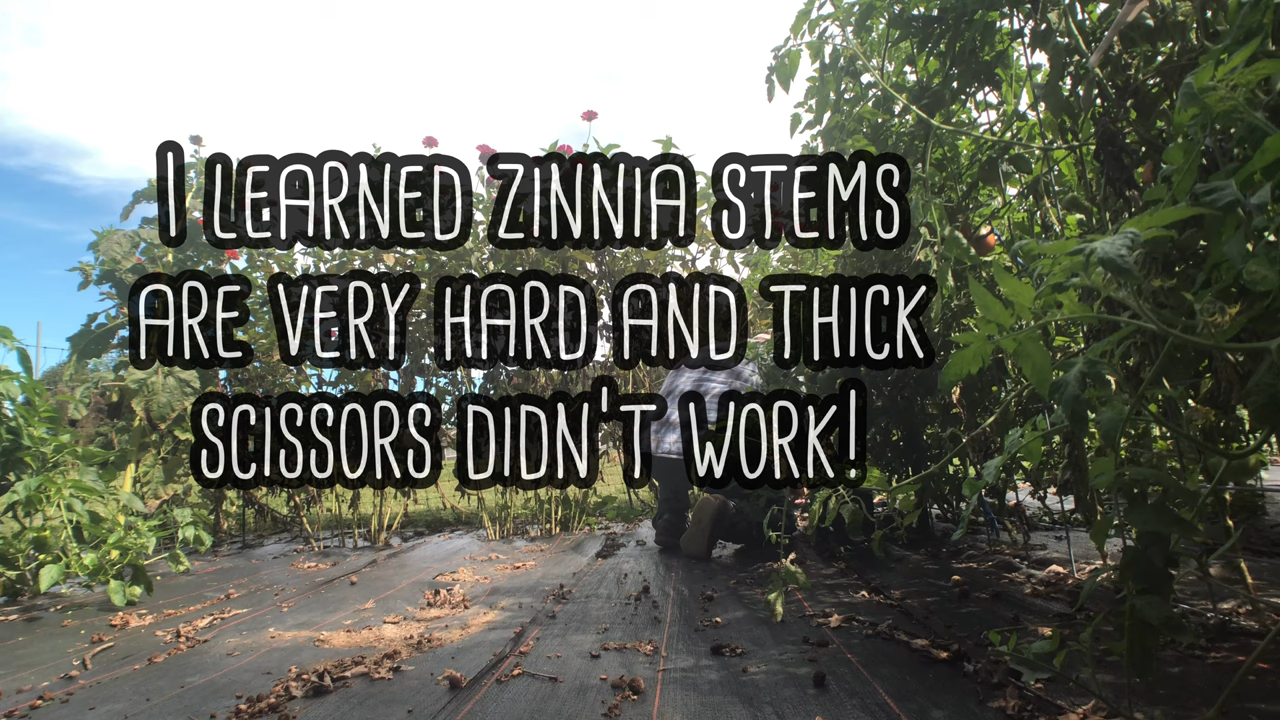 I LEARNED ZINNIA STEMS
ARE VERY HARD AND THICK
SCISSORS DIDN'T WORK!